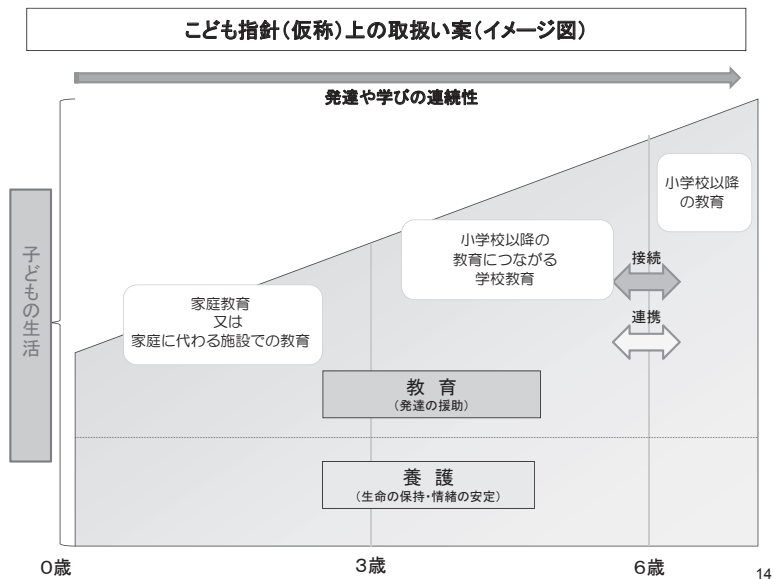 こども指針(仮称)上の取扱い案(イメージ図)
発達や学びの連続性
子どもの生活
小学校以降
の教育
小学校以降の
教育につながる
学校教育
接続
連携
家庭教育
又は
家庭に代わる施設での教育
教 育
(発達の援助)
養 護
(生命の保持・情緒の安定)
0歳
3歳
6歳
14